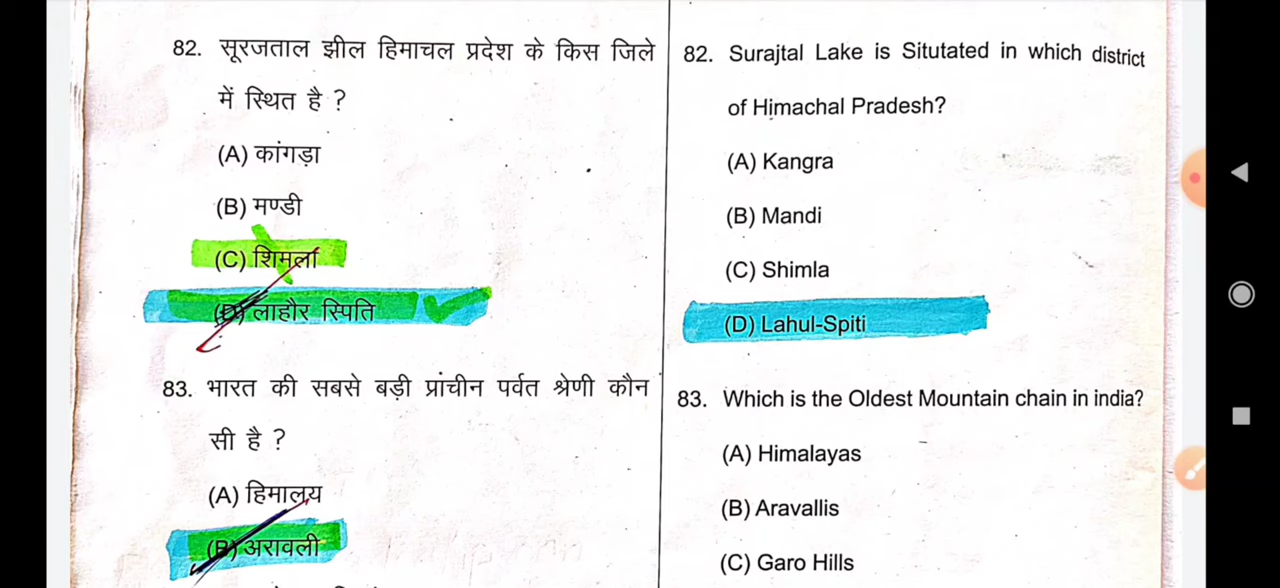 82. सूरजताल झील हिमाचल प्रदेश के किस जिले
में स्थित है ?
(A) कांगड़ा
(B) मण्डी
(C) शिमला
(D) लाहौर स्पिति
83. भारत की सबसे बड़ी प्रांचीन पर्वत श्रेणी कौन
सी है ?
(A) हिमालय
(B) अरावली
82. Surajtal Lake is Situtated in which district
of Himachal Pradesh?
(A) Kangra
(B) Mandi
(C) Shimla
(D) Lahul-Spiti
83. Which is the Oldest Mountain chain in india?
(A) Himalayas
(B) Aravallis
(C) Garo Hills